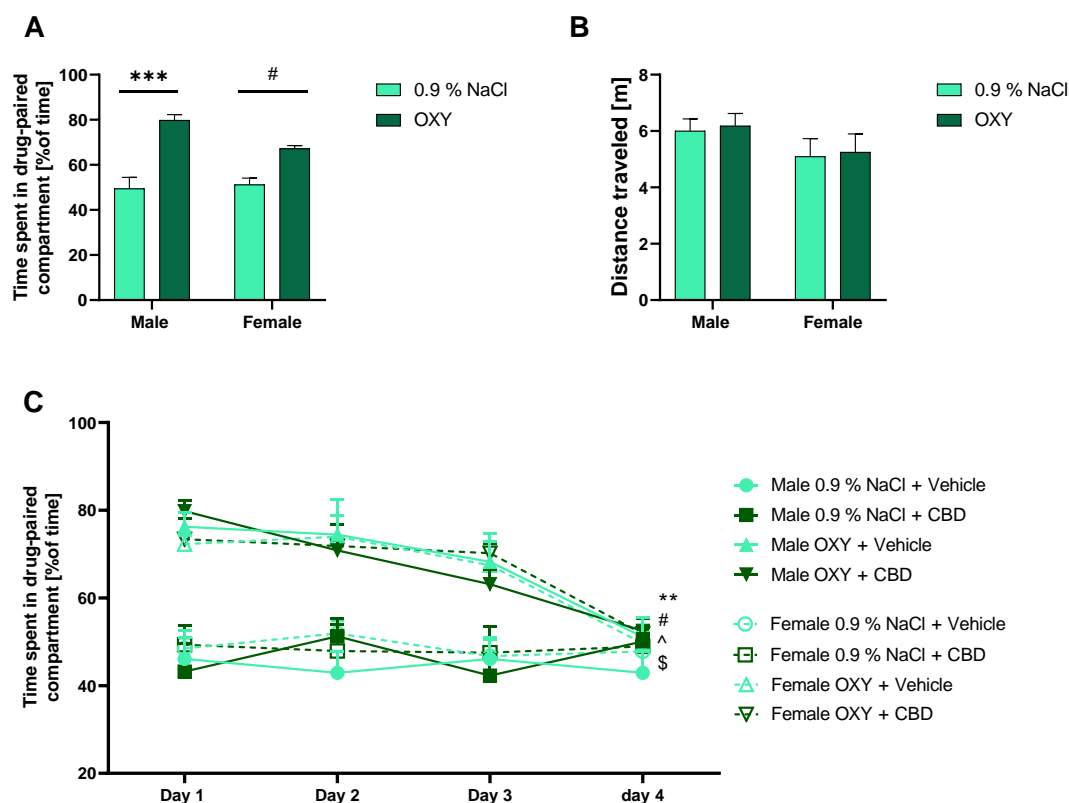 A
Time spent in drug-paired
compartment [%of time]
100
80
60
40
20
0
***
#
Male
Female
0.9 % NaCl
OXY
B
Distance traveled [m]
8
6
4
2
0
Male
Female
0.9 % NaCl
OXY
C
Time spent in drug-paired
compartment [%of time]
100
80
60
40
20
Day 1
Day 2
Day 3
day 4
**
#
^
$
Male 0.9 % NaCl + Vehicle
Male 0.9 % NaCl + CBD
Male OXY + Vehicle
Male OXY + CBD
Female 0.9 % NaCl + Vehicle
Female 0.9 % NaCl + CBD
Female OXY + Vehicle
Female OXY + CBD